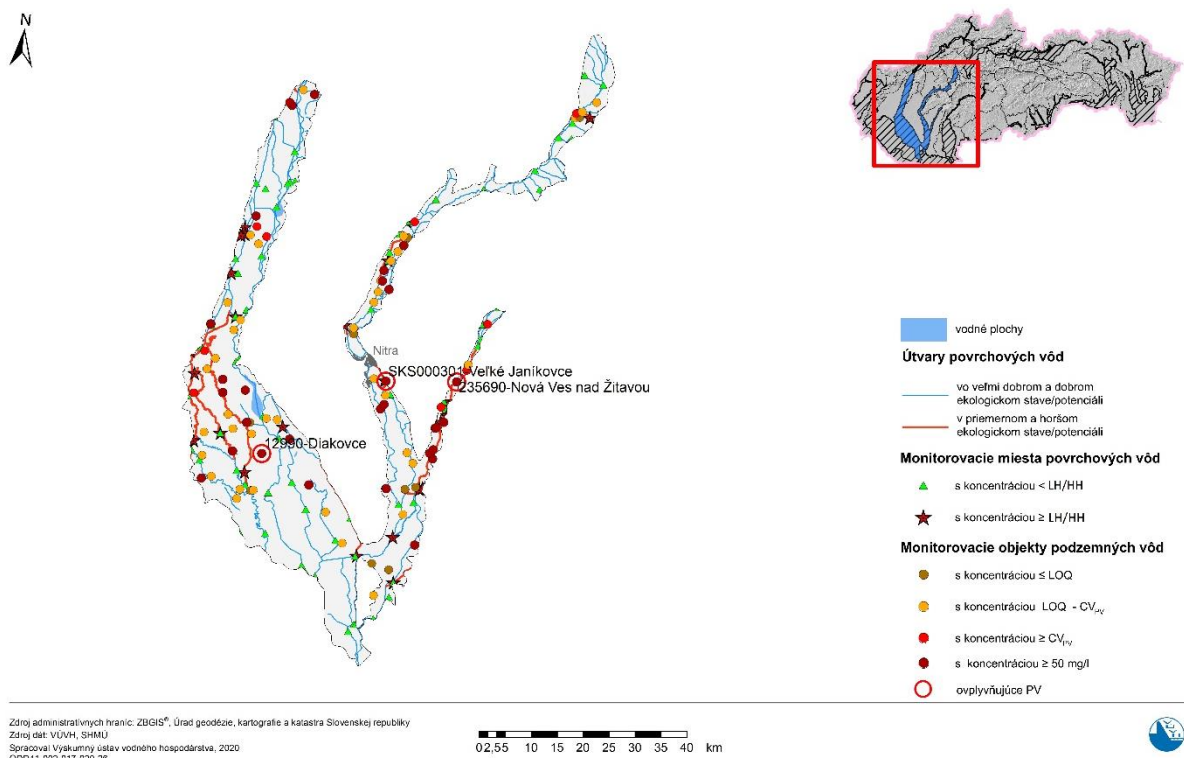 N
Nitra
SKS000301-Veľké Janíkovce
235690-Nová Ves nad Žitavou
12990-Diakovce
vodné plochy
Útvary povrchových vôd
vo veľmi dobrom a dobrom
ekologickom stave/potenciáli
v priemernom a horšom
ekologickom stave/potenciáli
Monitorovacie miesta povrchových vôd
s koncentráciou < LH/HH
s koncentráciou ≥ LH/HH
Monitorovacie objekty podzemných vôd
s koncentráciou ≤ LOQ
s koncentráciou LOQ - CVPV
s koncentráciou ≥ CVPV
s koncentráciou ≥ 50 mg/l
ovplyvňujúce PV
Zdroj administratívnych hraníc: ZBGIS®, Úrad geodézie, kartografie a katastra Slovenskej republiky
Zdroj dát: VÚVH, SHMÚ
Spracoval Výskumný ústav vodného hospodárstva, 2020
0 2,5 5 10 15 20 25 30 35 40 km